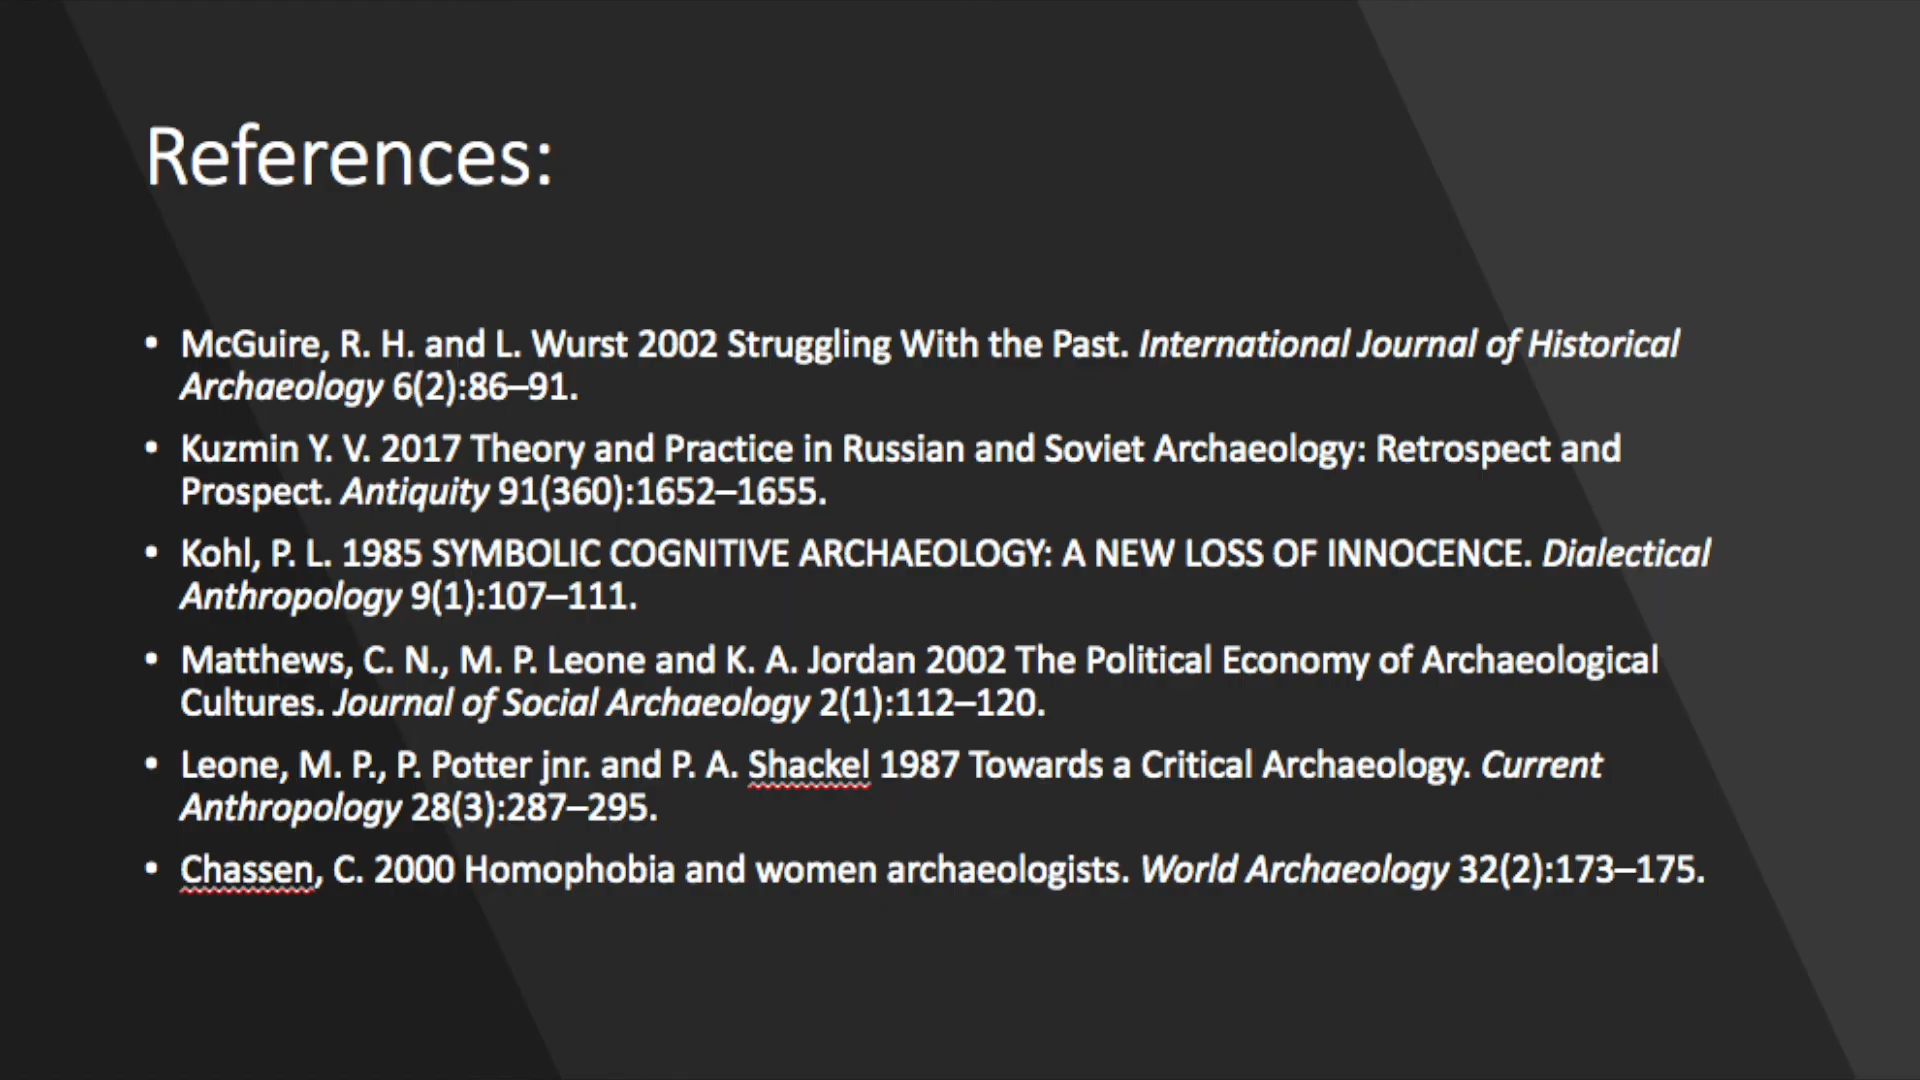 References:
• McGuire, R. H. and L. Wurst 2002 Struggling With the Past. International Journal of Historical
Archaeology 6(2):86–91.
• Kuzmin Y. V. 2017 Theory and Practice in Russian and Soviet Archaeology: Retrospect and
Prospect. Antiquity 91(360):1652–1655.
• Kohl, P. L. 1985 SYMBOLIC COGNITIVE ARCHAEOLOGY: A NEW LOSS OF INNOCENCE. Dialectical
Anthropology 9(1):107–111.
• Matthews, C. N., M. P. Leone and K. A. Jordan 2002 The Political Economy of Archaeological
Cultures. Journal of Social Archaeology 2(1):112–120.
• Leone, M. P., P. Potter jnr. and P. A. Shackel 1987 Towards a Critical Archaeology. Current
Anthropology 28(3):287–295.
• Chassen, C. 2000 Homophobia and women archaeologists. World Archaeology 32(2):173–175.